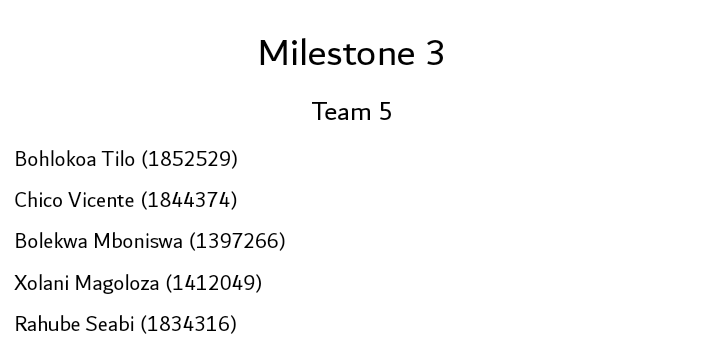 Milestone 3
Team 5
Bohlokoa Tilo (1852529)
Chico Vicente (1844374)
Bolekwa Mboniswa (1397266)
Xolani Magoloza (1412049)
Rahube Seabi (1834316)